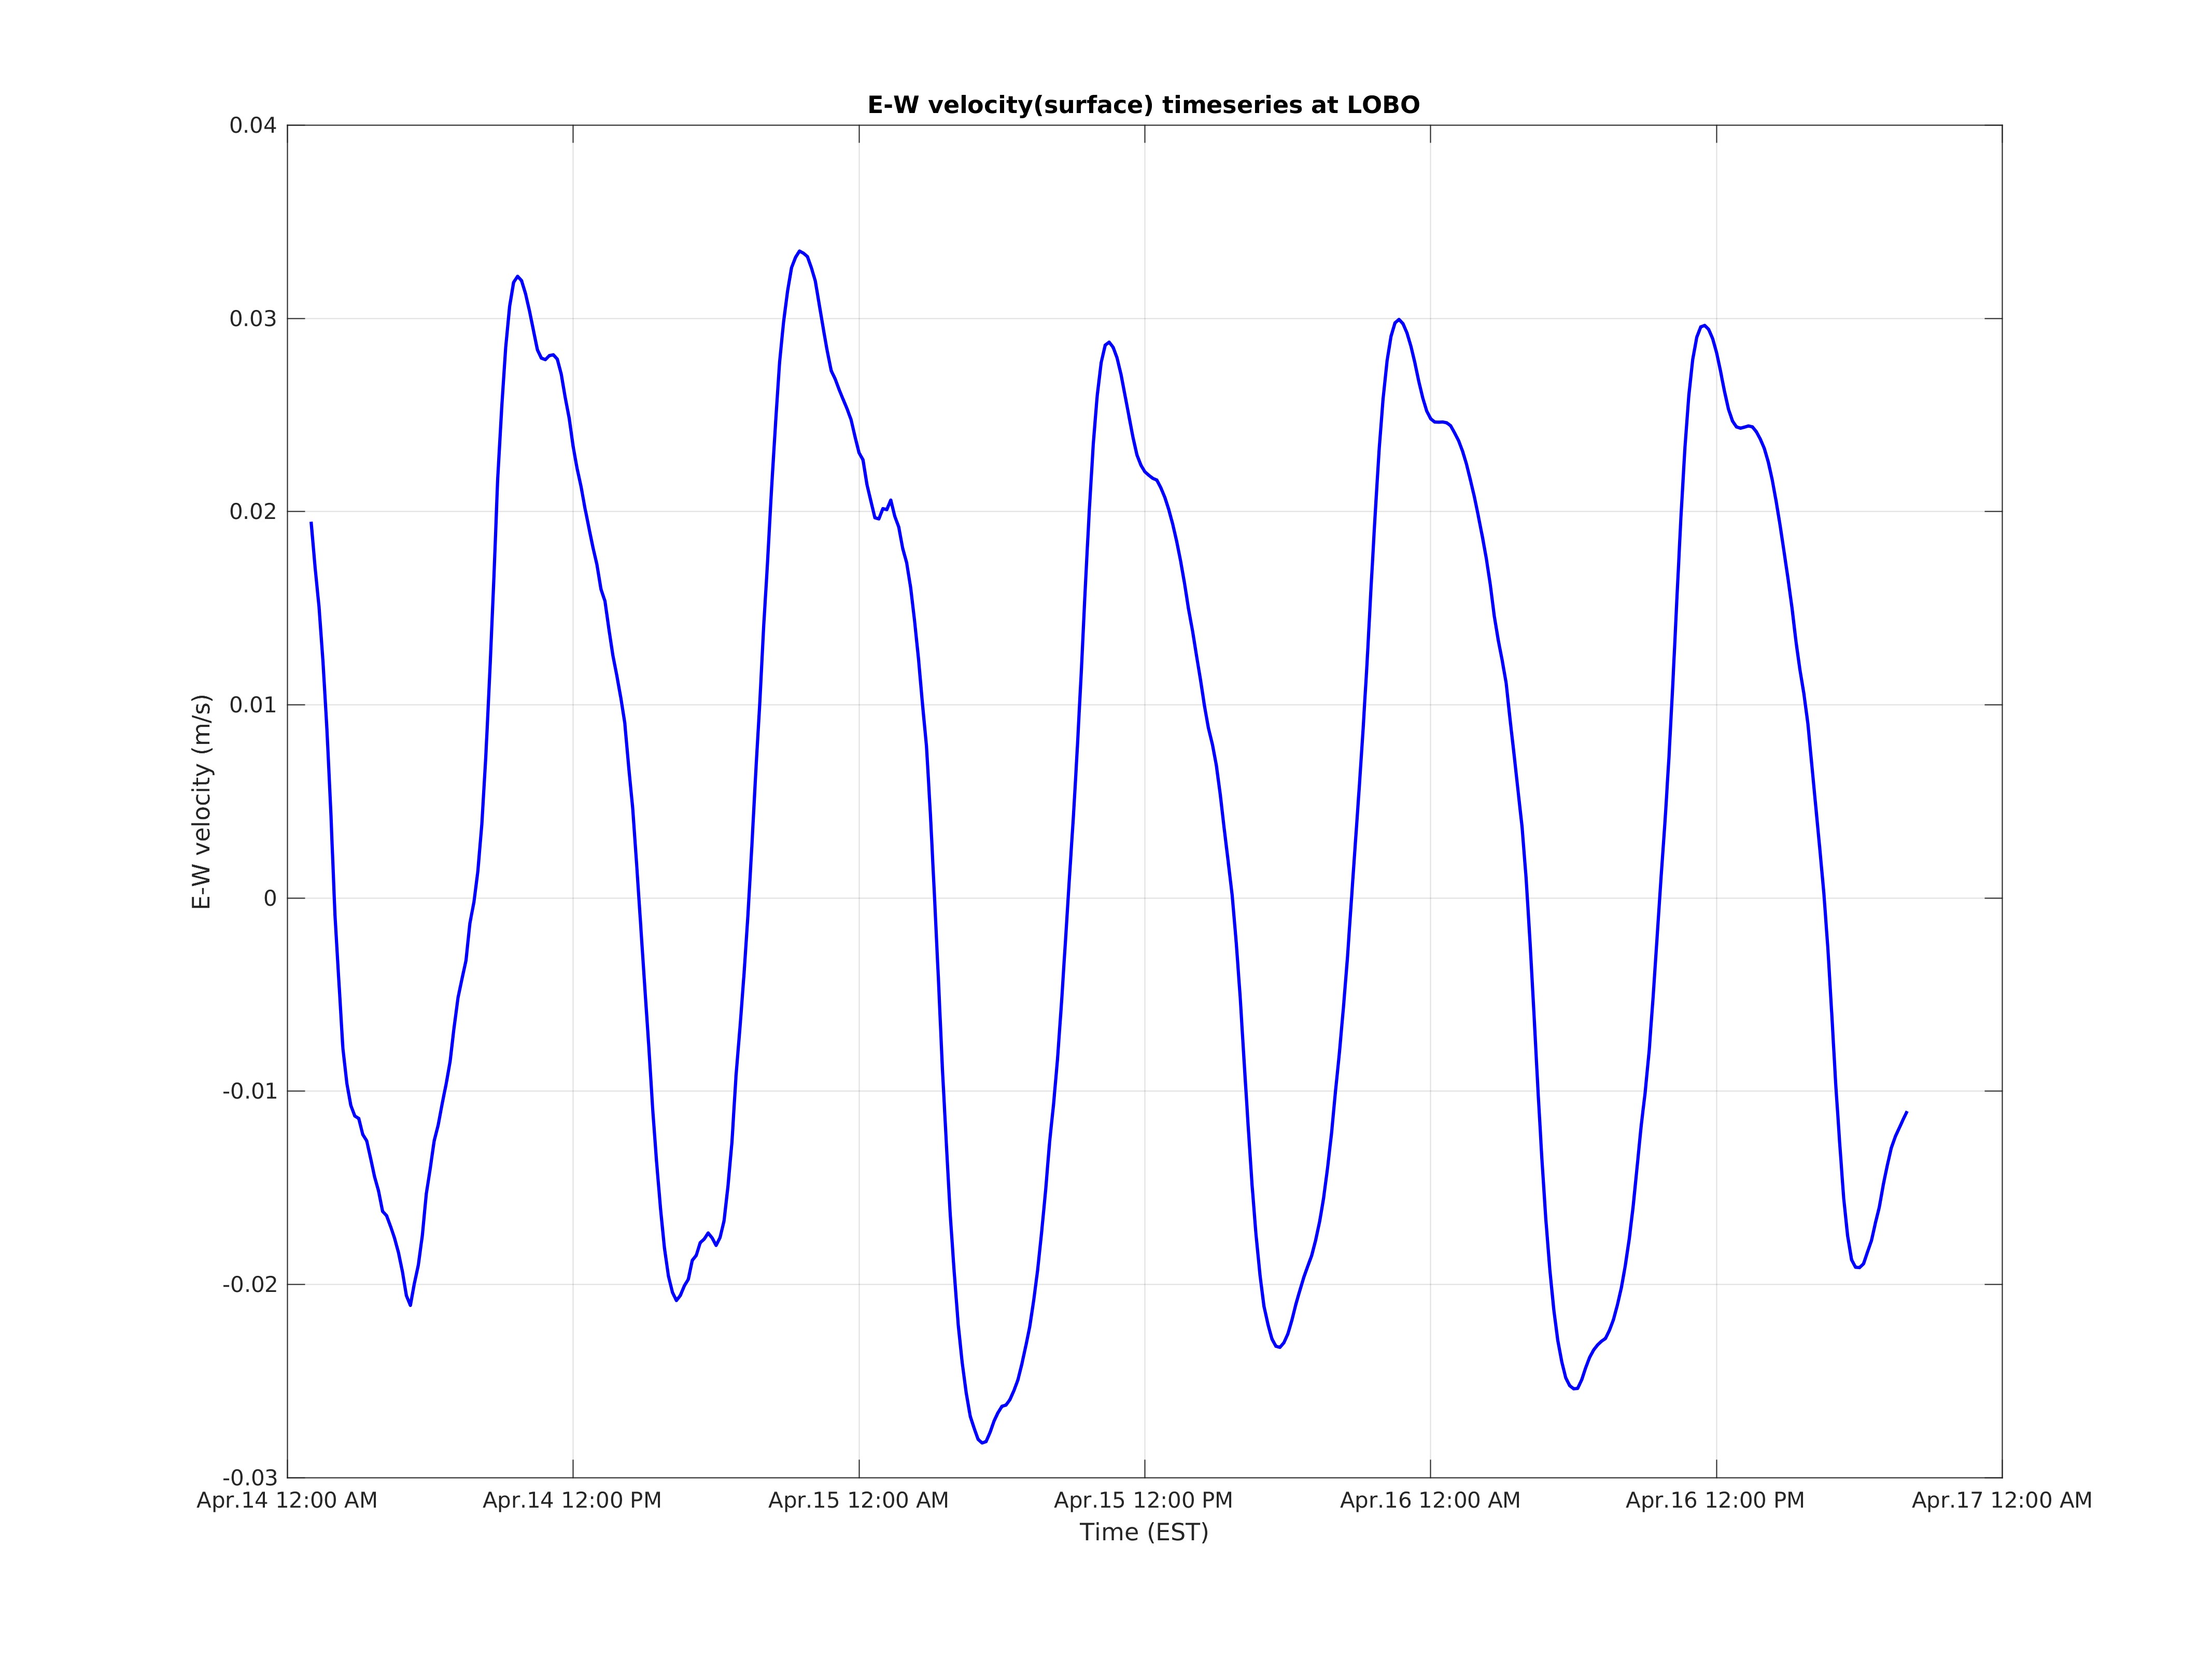 E-W velocity(surface) timeseries at LOBO
0.04
0.03
0.02
0.01
0
-0.01
-0.02
-0.03
E-W velocity (m/s)
Apr.14 12:00 AM Apr.14 12:00 PM Apr.15 12:00 AM Apr.15 12:00 PM Apr.16 12:00 AM Apr.16 12:00 PM Apr.17 12:00 AM
Time (EST)